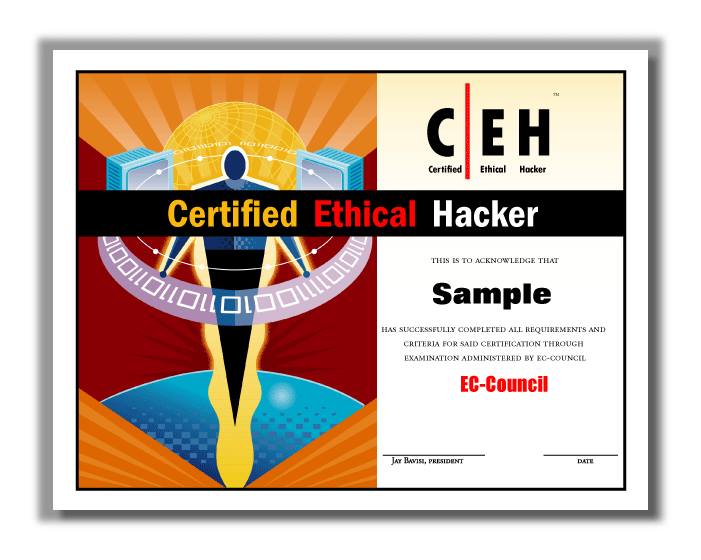 C EH
™
Certified Ethical Hacker
Certified Ethical Hacker
THIS IS TO ACKNOWLEDGE THAT
Sample
HAS SUCCESSFULLY COMPLETED ALL REQUIREMENTS AND
CRITERIA FOR SAID CERTIFICATION THROUGH
EXAMINATION ADMINISTERED BY EC-COUNCIL
EC-Council
JAY BAVISI, PRESIDENT
DATE